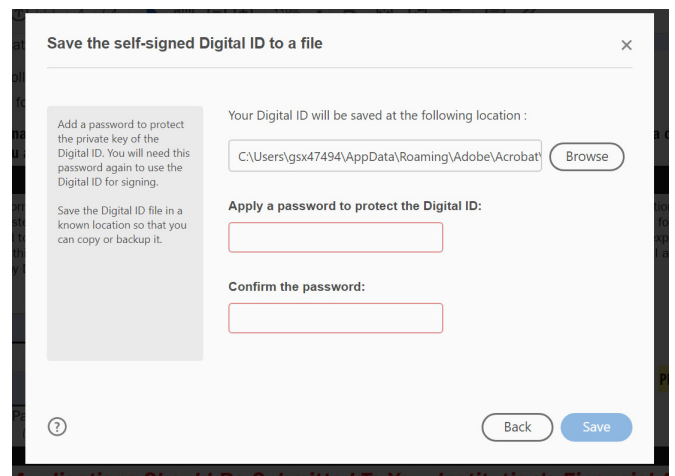 Save the self-signed Digital ID to a file
Add a password to protect
the private key of the
Digital ID. You will need this
password again to use the
Digital ID for signing.
Save the Digital ID file in a
known location so that you
can copy or backup it.
Your Digital ID will be saved at the following location :
C:\Users\gsx47494\AppData\Roaming\Adobe\Acrobat\
Browse
Apply a password to protect the Digital ID:
Confirm the password:
?
Back
Save